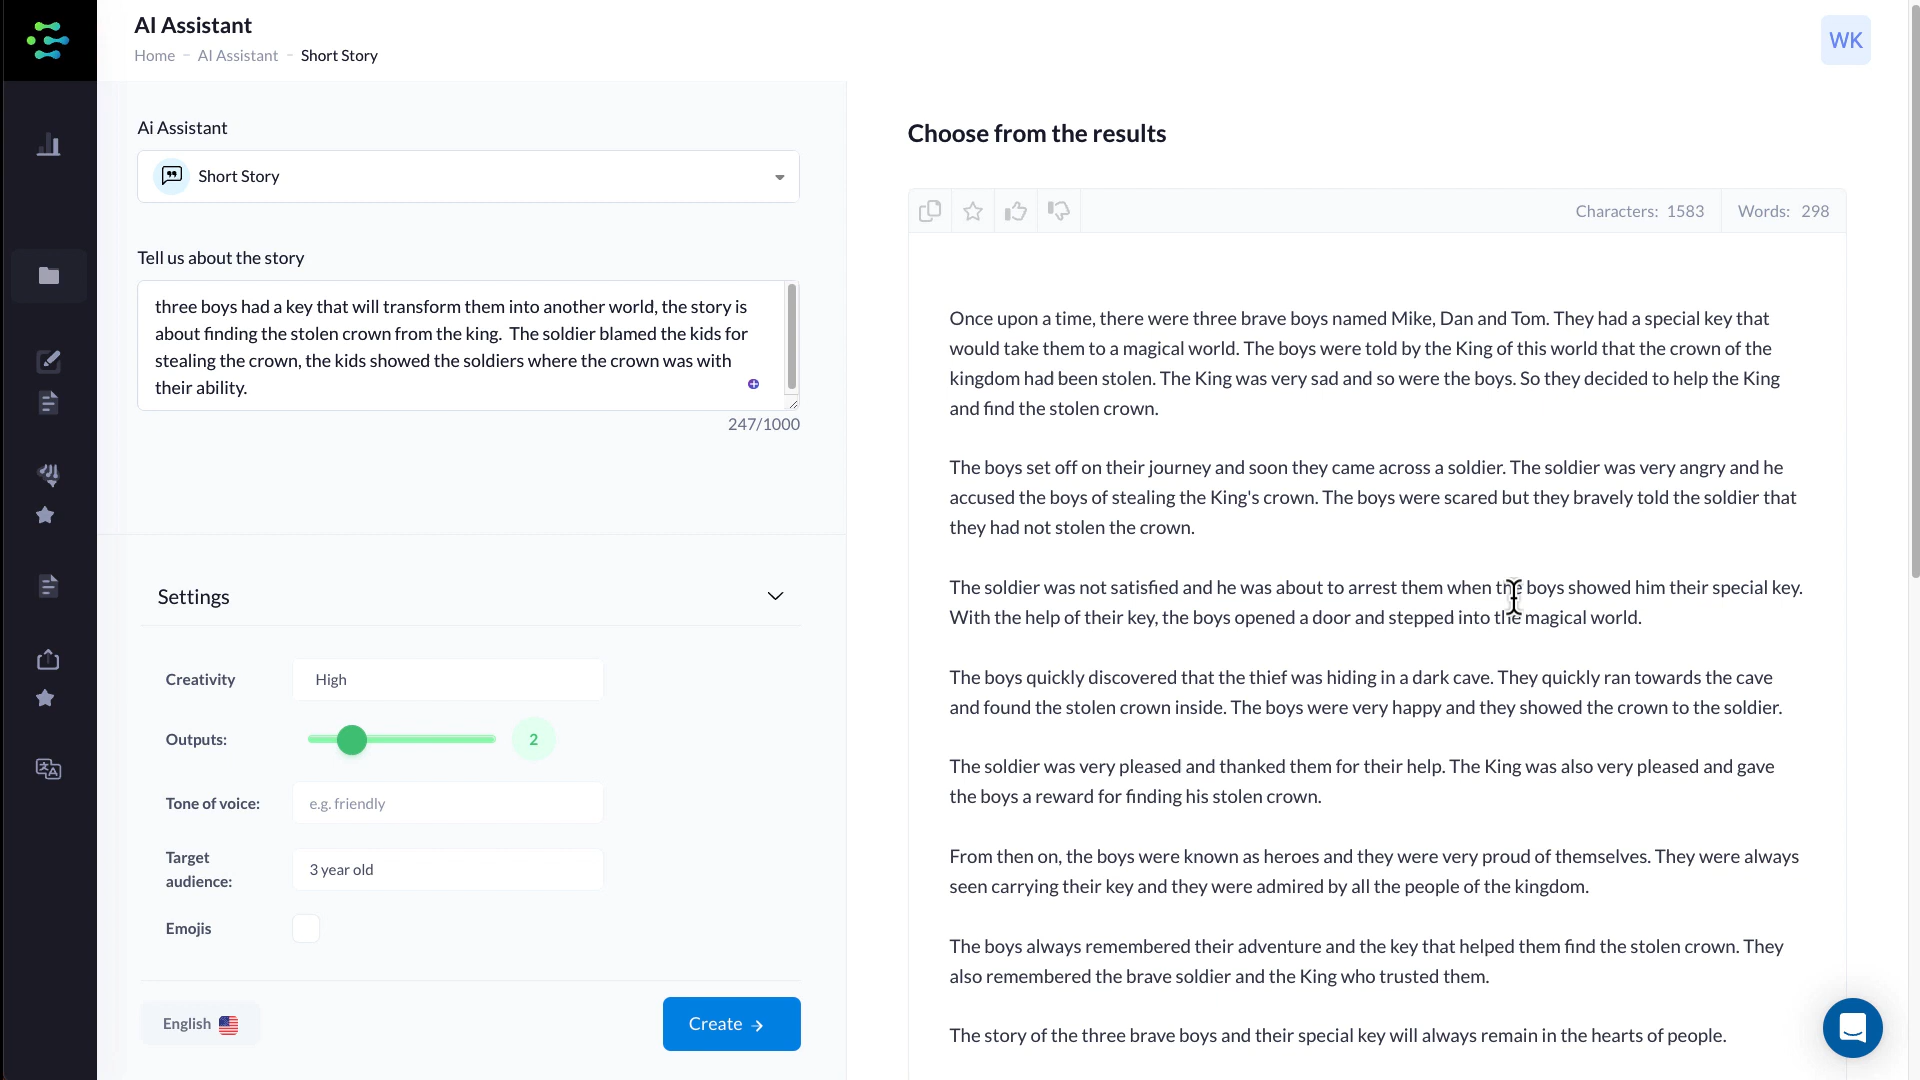 AI Assistant
Home - AI Assistant - Short Story
WK
Ai Assistant
Short Story
Tell us about the story
three boys had a key that will transform them into another world, the story is
about finding the stolen crown from the king.  The soldier blamed the kids for
stealing the crown, the kids showed the soldiers where the crown was with
their ability.
247/1000
Settings
Creativity High
Outputs: 2
Tone of voice: e.g. friendly
Target
audience: 3 year old
Emojis
English
Create →
Choose from the results
Characters: 1583 Words: 298
Once upon a time, there were three brave boys named Mike, Dan and Tom. They had a special key that
would take them to a magical world. The boys were told by the King of this world that the crown of the
kingdom had been stolen. The King was very sad and so were the boys. So they decided to help the King
and find the stolen crown.
The boys set off on their journey and soon they came across a soldier. The soldier was very angry and he
accused the boys of stealing the King's crown. The boys were scared but they bravely told the soldier that
they had not stolen the crown.
The soldier was not satisfied and he was about to arrest them when the boys showed him their special key.
With the help of their key, the boys opened a door and stepped into the magical world.
The boys quickly discovered that the thief was hiding in a dark cave. They quickly ran towards the cave
and found the stolen crown inside. The boys were very happy and they showed the crown to the soldier.
The soldier was very pleased and thanked them for their help. The King was also very pleased and gave
the boys a reward for finding his stolen crown.
From then on, the boys were known as heroes and they were very proud of themselves. They were always
seen carrying their key and they were admired by all the people of the kingdom.
The boys always remembered their adventure and the key that helped them find the stolen crown. They
also remembered the brave soldier and the King who trusted them.
The story of the three brave boys and their special key will always remain in the hearts of people.